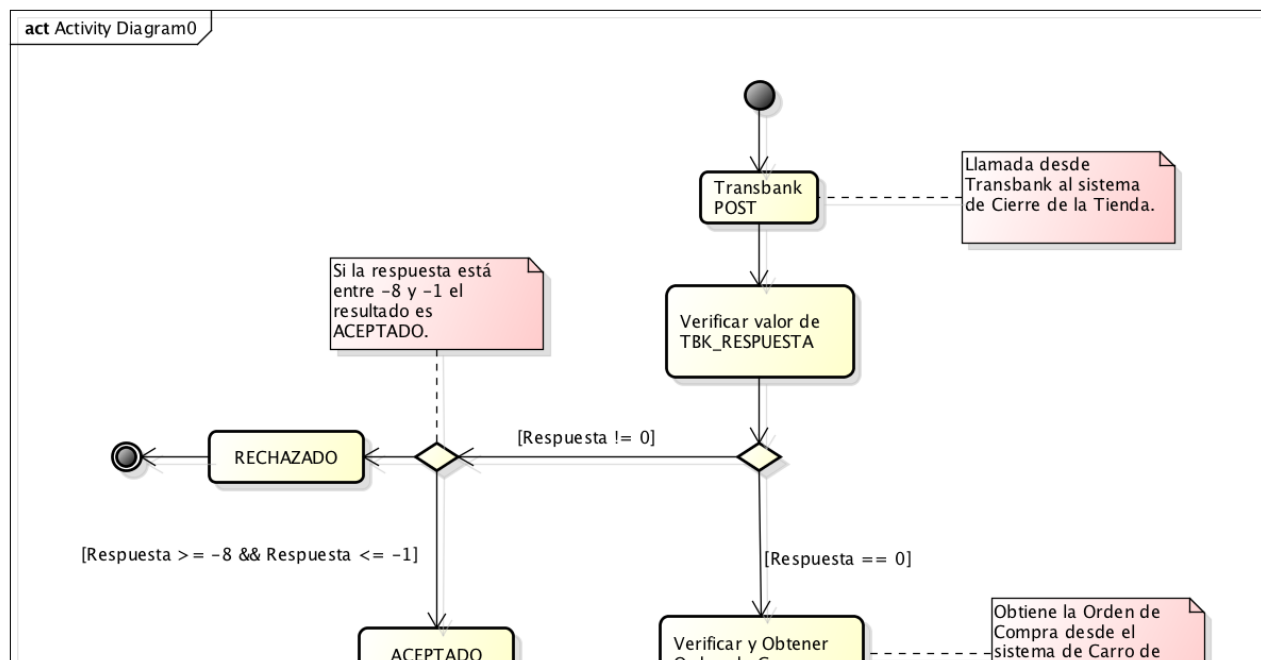 act Activity Diagram0
Transbank
POST
Llamada desde
Transbank al sistema
de Cierre de la Tienda.
Si la respuesta está
entre -8 y -1 el
resultado es
ACEPTADO.
Verificar valor de
TBK_RESPUESTA
[Respuesta != 0]
RECHAZADO
[Respuesta >= -8 && Respuesta <= -1]
[Respuesta == 0]
ACEPTADO
Verificar y Obtener
Obtiene la Orden de
Compra desde el
sistema de Carro de